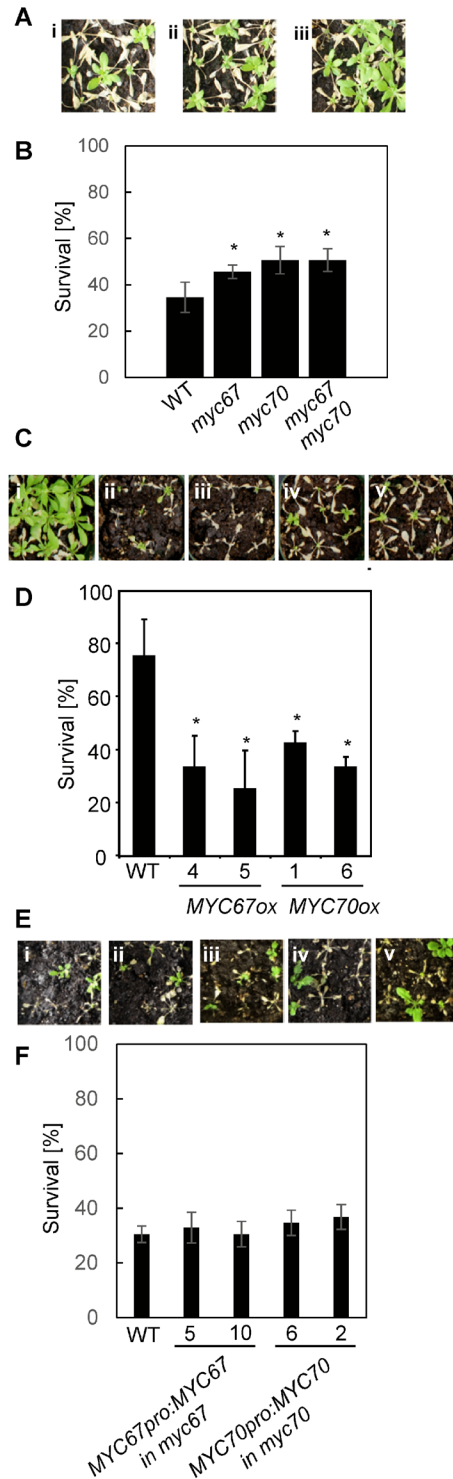 A
i ii iii
B
Survival [%]
100
80
60
40
20
0
* * *
WT myc67 myc70 myc67 myc70
C
i ii iii iv v
D
Survival [%]
100
80
60
40
20
0
* * * *
WT 4 5 1 6
MYC67ox MYC70ox
E
i ii iii iv v
F
Survival [%]
100
80
60
40
20
0
WT 5 10 6 2
MYC67pro:MYC67 in myc67
MYC70pro:MYC70 in myc70